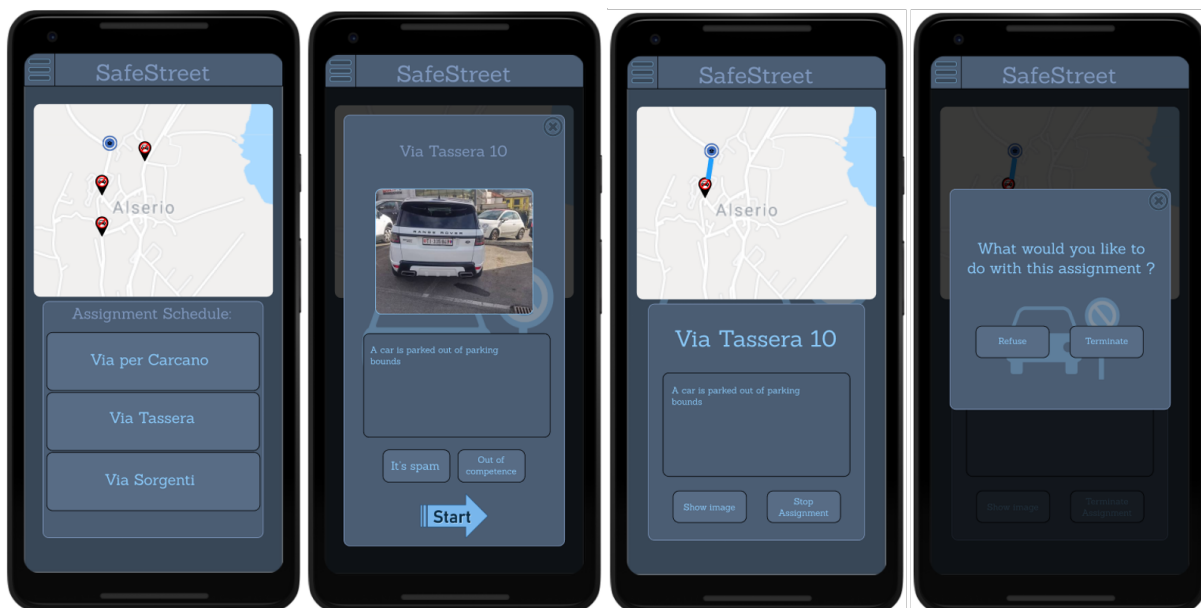 SafeStreet
Alserio
Assignment Schedule:
Via per Carcano
Via Tassera
Via Sorgenti
SafeStreet
Via Tassera 10
RANGE ROVER
A car is parked out of parking
bounds
It's spam
Out of
competence
Start
SafeStreet
Alserio
Via Tassera 10
A car is parked out of parking
bounds
Show image
Stop
Assignment
SafeStreet
What would you like to
do with this assignment ?
Refuse
Terminate
Show image
Terminate
Assignment